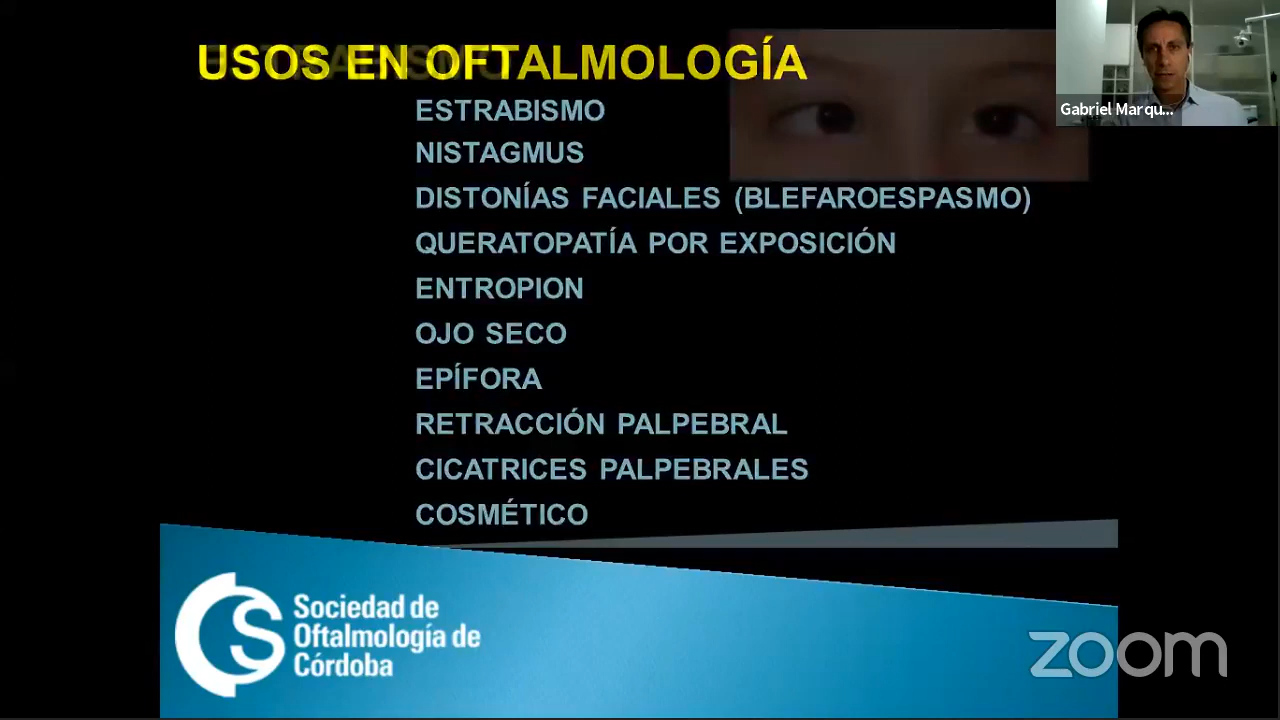 USOS EN OFTALMOLOGÍA
ESTRABISMO
NISTAGMUS
DISTONÍAS FACIALES (BLEFAROESPASMO)
QUERATOPATÍA POR EXPOSICIÓN
ENTROPION
OJO SECO
EPÍFORA
RETRACCIÓN PALPEBRAL
CICATRICES PALPEBRALES
COSMÉTICO
Gabriel Marqu...
CS
Sociedad de
Oftalmología de
Córdoba
zoom